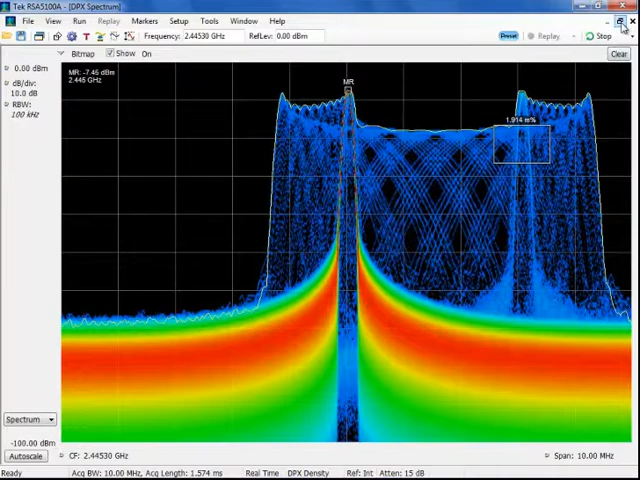 Tek RSA5100A - [DPX Spectrum]
File View Run Replay Markers Setup Tools Window Help
Frequency: 2.44530 GHz RefLev: 0.00 dBm Preset Replay Stop
Bitmap Show On Clear
0.00 dBm
dB/div:
10.0 dB
RBW:
100 kHz
MR: -7.45 dBm
2.445 GHz
MR
1.914 m%
Spectrum
-100.00 dBm
Autoscale CF: 2.44530 GHz Span: 10.00 MHz
Ready Acq BW: 10.00 MHz, Acq Length: 1.574 ms Real Time DPX Density Ref: Int Atten: 15 dB